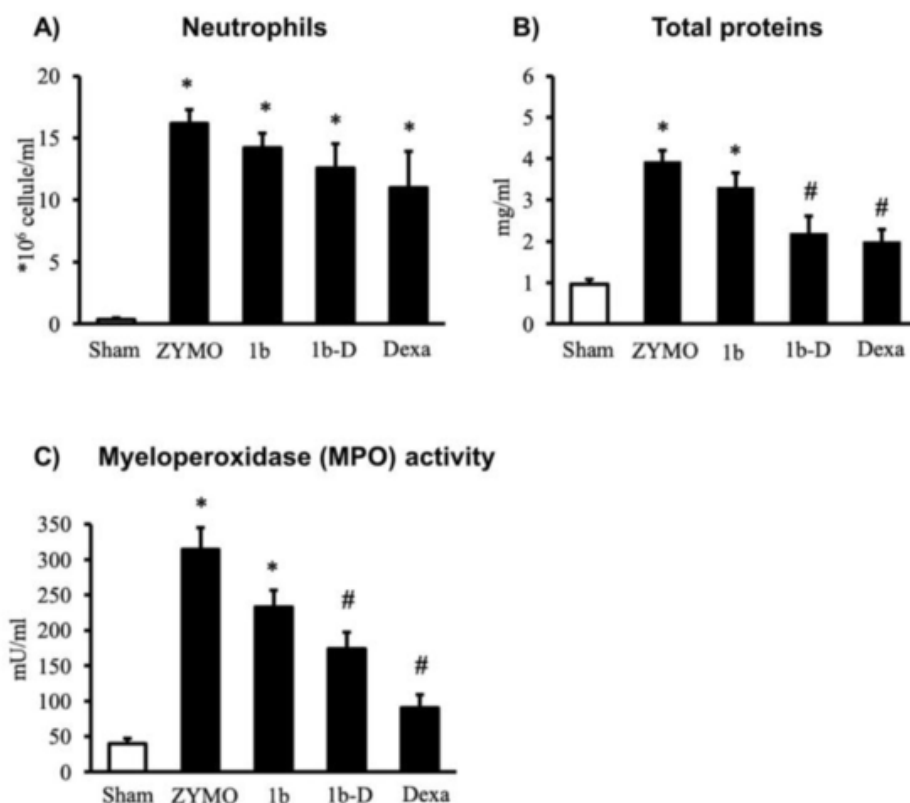 A) Neutrophils
*10⁶ cellule/ml
20
15
10
5
0
* * * *
Sham ZYMO 1b 1b-D Dexa
B) Total proteins
mg/ml
6
5
4
3
2
1
0
* * # #
Sham ZYMO 1b 1b-D Dexa
C) Myeloperoxidase (MPO) activity
mU/ml
350
300
250
200
150
100
50
0
* * # #
Sham ZYMO 1b 1b-D Dexa